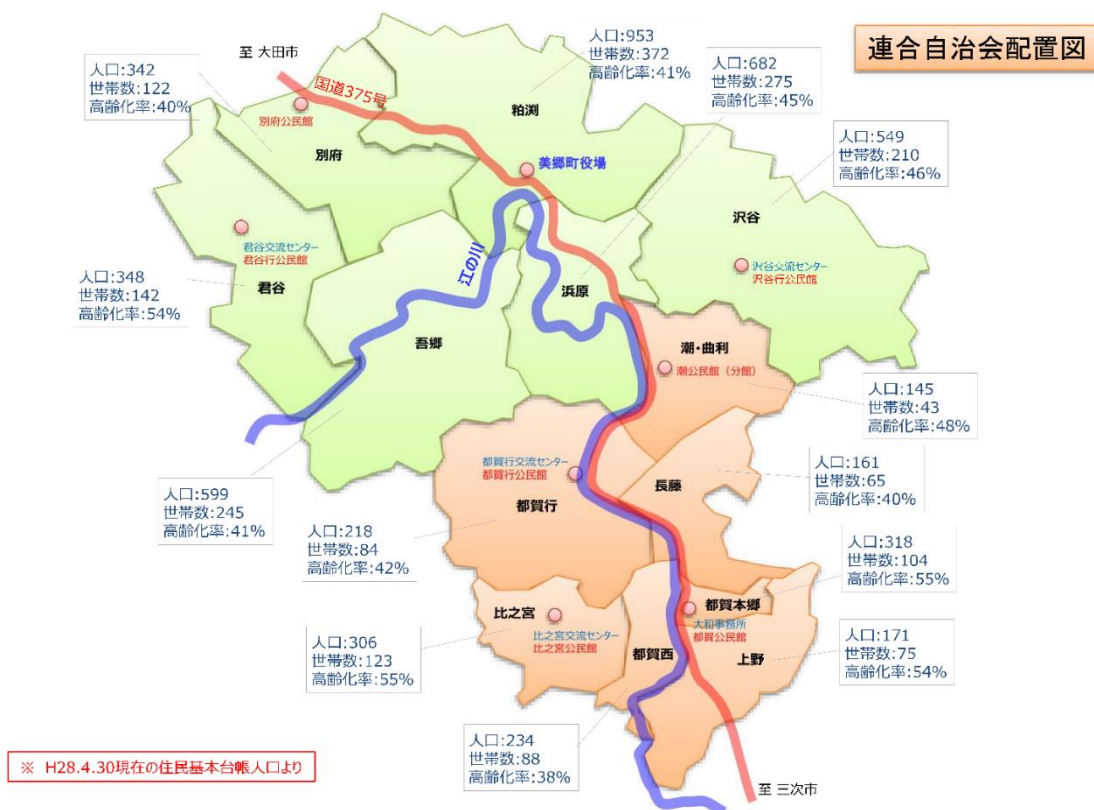 連合自治会配置図
至 大田市
国道375号
人口:342
世帯数:122
高齢化率:40%
人口:953
世帯数:372
高齢化率:41%
人口:682
世帯数:275
高齢化率:45%
人口:549
世帯数:210
高齢化率:46%
別府公民館
別府
粕渕
美郷町役場
沢谷
沢谷交流センター
沢谷行公民館
君谷交流センター
君谷行公民館
君谷
人口:348
世帯数:142
高齢化率:54%
江の川
吾郷
浜原
潮・曲利
潮公民館（分館）
人口:145
世帯数:43
高齢化率:48%
人口:599
世帯数:245
高齢化率:41%
都賀行交流センター
都賀行公民館
都賀行
長藤
人口:161
世帯数:65
高齢化率:40%
人口:218
世帯数:84
高齢化率:42%
人口:318
世帯数:104
高齢化率:55%
比之宮
比之宮交流センター
比之宮公民館
都賀本郷
大和事務所
都賀公民館
都賀西
上野
人口:306
世帯数:123
高齢化率:55%
人口:171
世帯数:75
高齢化率:54%
人口:234
世帯数:88
高齢化率:38%
至 三次市
※ H28.4.30現在の住民基本台帳人口より